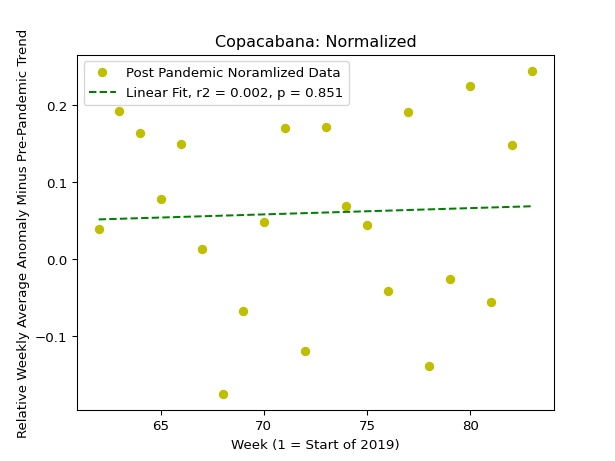 Copacabana: Normalized
Post Pandemic Noramlized Data
Linear Fit, r2 = 0.002, p = 0.851
Relative Weekly Average Anomaly Minus Pre-Pandemic Trend
0.2
0.1
0.0
−0.1
65 70 75 80
Week (1 = Start of 2019)